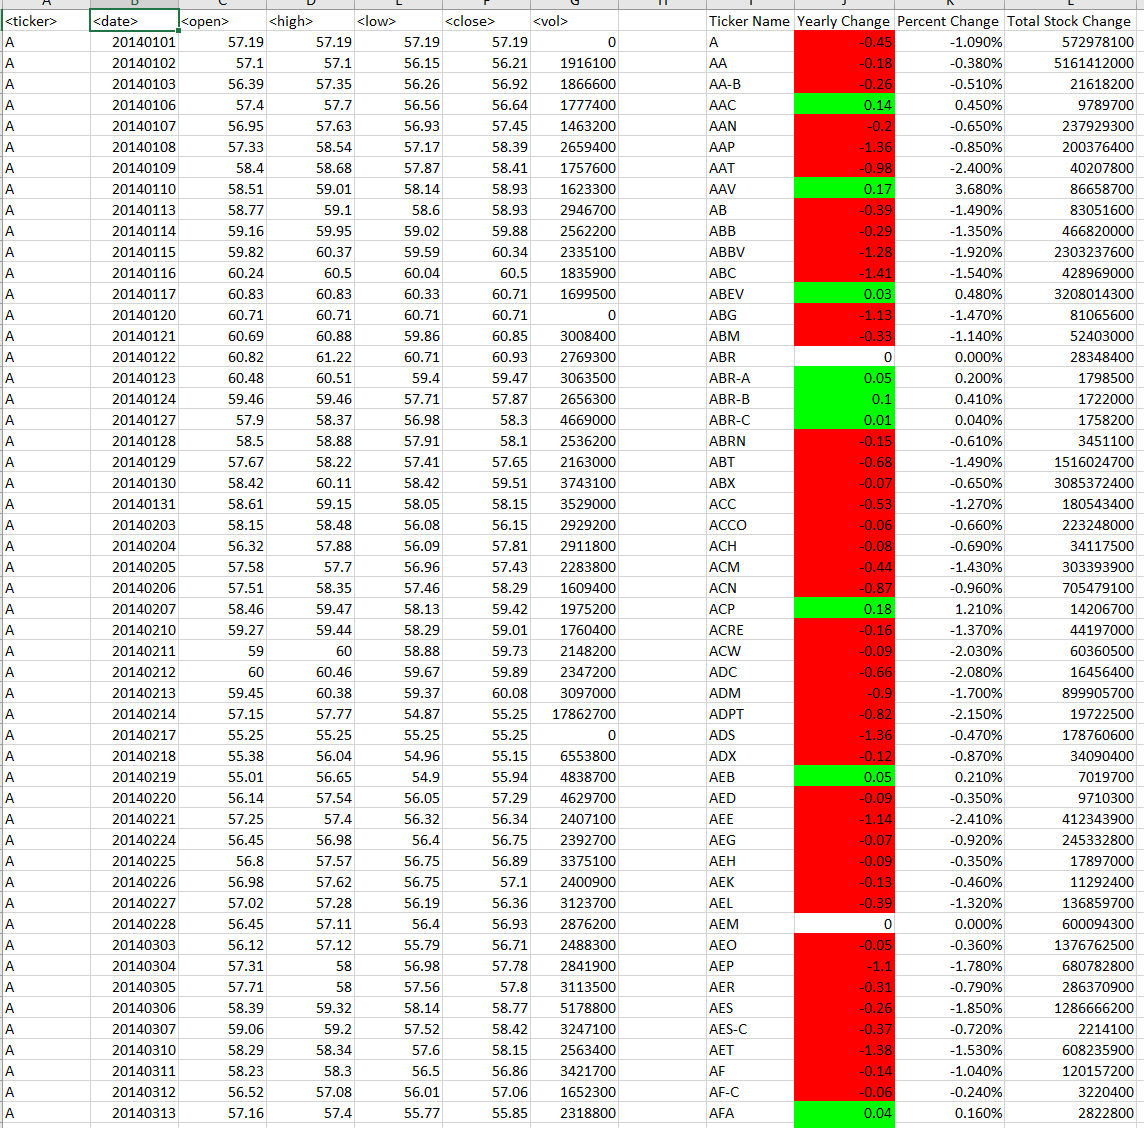 <ticker> <date> <open> <high> <low> <close> <vol> Ticker Name Yearly Change Percent Change Total Stock Change
A 20140101 57.19 57.19 57.19 57.19 0 A -0.45 -1.090% 572978100
A 20140102 57.1 57.1 56.15 56.21 1916100 AA -0.18 -0.380% 5161412000
A 20140103 56.39 57.35 56.26 56.92 1866600 AA-B -0.26 -0.510% 21618200
A 20140106 57.4 57.7 56.56 56.64 1777400 AAC 0.14 0.450% 9789700
A 20140107 56.95 57.63 56.93 57.45 1463200 AAN -0.2 -0.650% 237929300
A 20140108 57.33 58.54 57.17 58.39 2659400 AAP -1.36 -0.850% 200376400
A 20140109 58.4 58.68 57.87 58.41 1757600 AAT -0.98 -2.400% 40207800
A 20140110 58.51 59.01 58.14 58.93 1623300 AAV 0.17 3.680% 86658700
A 20140113 58.77 59.1 58.6 58.93 2946700 AB -0.39 -1.490% 83051600
A 20140114 59.16 59.95 59.02 59.88 2562200 ABB -0.29 -1.350% 466820000
A 20140115 59.82 60.37 59.59 60.34 2335100 ABBV -1.28 -1.920% 2303237600
A 20140116 60.24 60.5 60.04 60.5 1835900 ABC -1.41 -1.540% 428969000
A 20140117 60.83 60.83 60.33 60.71 1699500 ABEV 0.03 0.480% 3208014300
A 20140120 60.71 60.71 60.71 60.71 0 ABG -1.13 -1.470% 81065600
A 20140121 60.69 60.88 59.86 60.85 3008400 ABM -0.33 -1.140% 52403000
A 20140122 60.82 61.22 60.71 60.93 2769300 ABR 0 0.000% 28348400
A 20140123 60.48 60.51 59.4 59.47 3063500 ABR-A 0.05 0.200% 1798500
A 20140124 59.46 59.46 57.71 57.87 2656300 ABR-B 0.1 0.410% 1722000
A 20140127 57.9 58.37 56.98 58.3 4669000 ABR-C 0.01 0.040% 1758200
A 20140128 58.5 58.88 57.91 58.1 2536200 ABRN -0.15 -0.610% 3451100
A 20140129 57.67 58.22 57.41 57.65 2163000 ABT -0.68 -1.490% 1516024700
A 20140130 58.42 60.11 58.42 59.51 3743100 ABX -0.07 -0.650% 3085372400
A 20140131 58.61 59.15 58.05 58.15 3529000 ACC -0.53 -1.270% 180543400
A 20140203 58.15 58.48 56.08 56.15 2929200 ACCO -0.06 -0.660% 223248000
A 20140204 56.32 57.88 56.09 57.81 2911800 ACH -0.08 -0.690% 34117500
A 20140205 57.58 57.7 56.96 57.43 2283800 ACM -0.44 -1.430% 303393900
A 20140206 57.51 58.35 57.46 58.29 1609400 ACN -0.87 -0.960% 705479100
A 20140207 58.46 59.47 58.13 59.42 1975200 ACP 0.18 1.210% 14206700
A 20140210 59.27 59.44 58.29 59.01 1760400 ACRE -0.16 -1.370% 44197000
A 20140211 59 60 58.88 59.73 2148200 ACW -0.09 -2.030% 60360500
A 20140212 60 60.46 59.67 59.89 2347200 ADC -0.66 -2.080% 16456400
A 20140213 59.45 60.38 59.37 60.08 3097000 ADM -0.9 -1.700% 899905700
A 20140214 57.15 57.77 54.87 55.25 17862700 ADPT -0.82 -2.150% 19722500
A 20140217 55.25 55.25 55.25 55.25 0 ADS -1.36 -0.470% 178760600
A 20140218 55.38 56.04 54.96 55.15 6553800 ADX -0.12 -0.870% 34090400
A 20140219 55.01 56.65 54.9 55.94 4838700 AEB 0.05 0.210% 7019700
A 20140220 56.14 57.54 56.05 57.29 4629700 AED -0.09 -0.350% 9710300
A 20140221 57.25 57.4 56.32 56.34 2407100 AEE -1.14 -2.410% 412343900
A 20140224 56.45 56.98 56.4 56.75 2392700 AEG -0.07 -0.920% 245332800
A 20140225 56.8 57.57 56.75 56.89 3375100 AEH -0.09 -0.350% 17897000
A 20140226 56.98 57.62 56.75 57.1 2400900 AEK -0.13 -0.460% 11292400
A 20140227 57.02 57.28 56.19 56.36 3123700 AEL -0.39 -1.320% 136859700
A 20140228 56.45 57.11 56.4 56.93 2876200 AEM 0 0.000% 600094300
A 20140303 56.12 57.12 55.79 56.71 2488300 AEO -0.05 -0.360% 1376762500
A 20140304 57.31 58 56.98 57.78 2841900 AEP -1.1 -1.780% 680782800
A 20140305 57.71 58 57.56 57.8 3113500 AER -0.31 -0.790% 286370900
A 20140306 58.39 59.32 58.14 58.77 5178800 AES -0.26 -1.850% 1286666200
A 20140307 59.06 59.2 57.52 58.42 3247100 AES-C -0.37 -0.720% 2214100
A 20140310 58.29 58.34 57.6 58.15 2563400 AET -1.38 -1.530% 608235900
A 20140311 58.23 58.3 56.5 56.86 3421700 AF -0.14 -1.040% 120157200
A 20140312 56.52 57.08 56.01 57.06 1652300 AF-C -0.06 -0.240% 3220400
A 20140313 57.16 57.4 55.77 55.85 2318800 AFA 0.04 0.160% 2822800